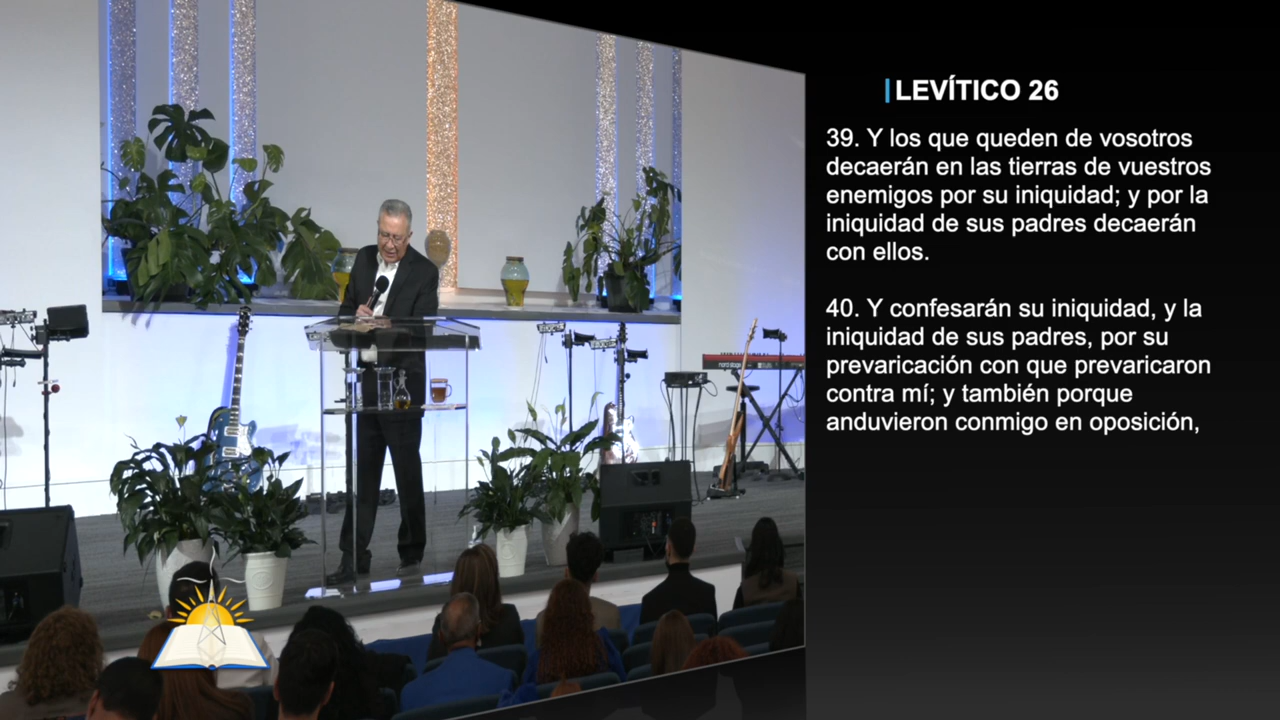 LEVÍTICO 26
39. Y los que queden de vosotros
decaerán en las tierras de vuestros
enemigos por su iniquidad; y por la
iniquidad de sus padres decaerán
con ellos.
40. Y confesarán su iniquidad, y la
iniquidad de sus padres, por su
prevaricación con que prevaricaron
contra mí; y también porque
anduvieron conmigo en oposición,